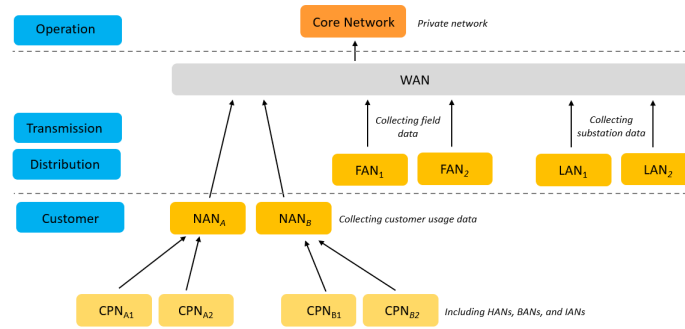 Operation
Core Network
Private network
WAN
Transmission
Collecting field
data
Collecting
substation data
Distribution
FAN1
FAN2
LAN1
LAN2
Customer
NANA
NANB
Collecting customer usage data
CPNA1
CPNA2
CPNB1
CPNB2
Including HANs, BANs, and IANs